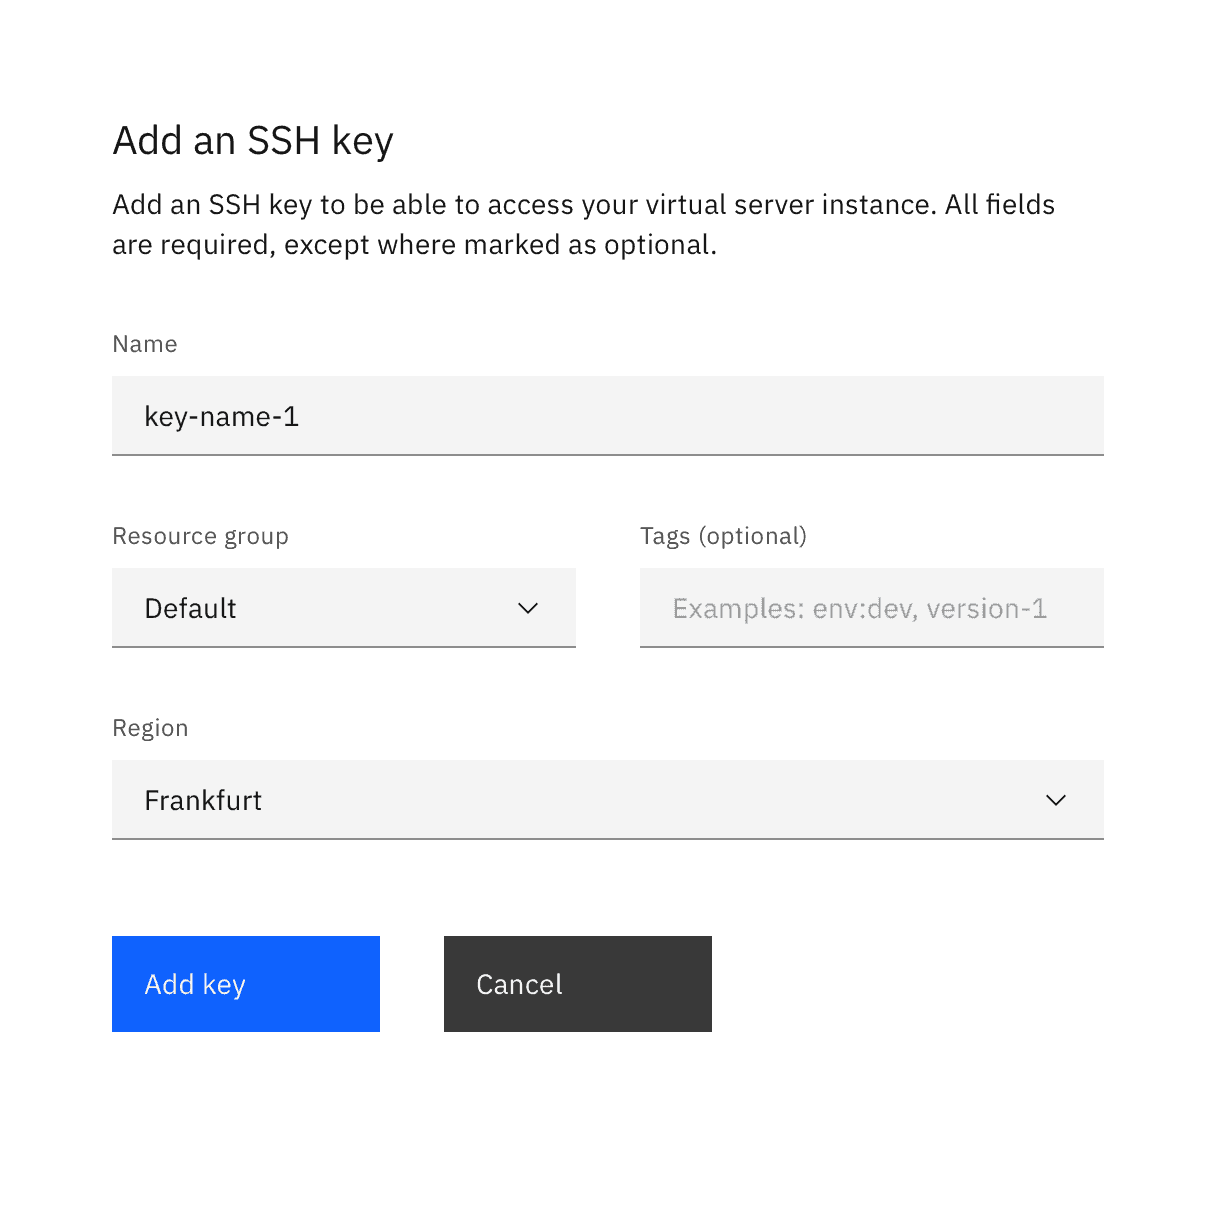 Add an SSH key
Add an SSH key to be able to access your virtual server instance. All fields
are required, except where marked as optional.
Name
key-name-1
Resource group
Tags (optional)
Default
Examples: env:dev, version-1
Region
Frankfurt
Add key
Cancel